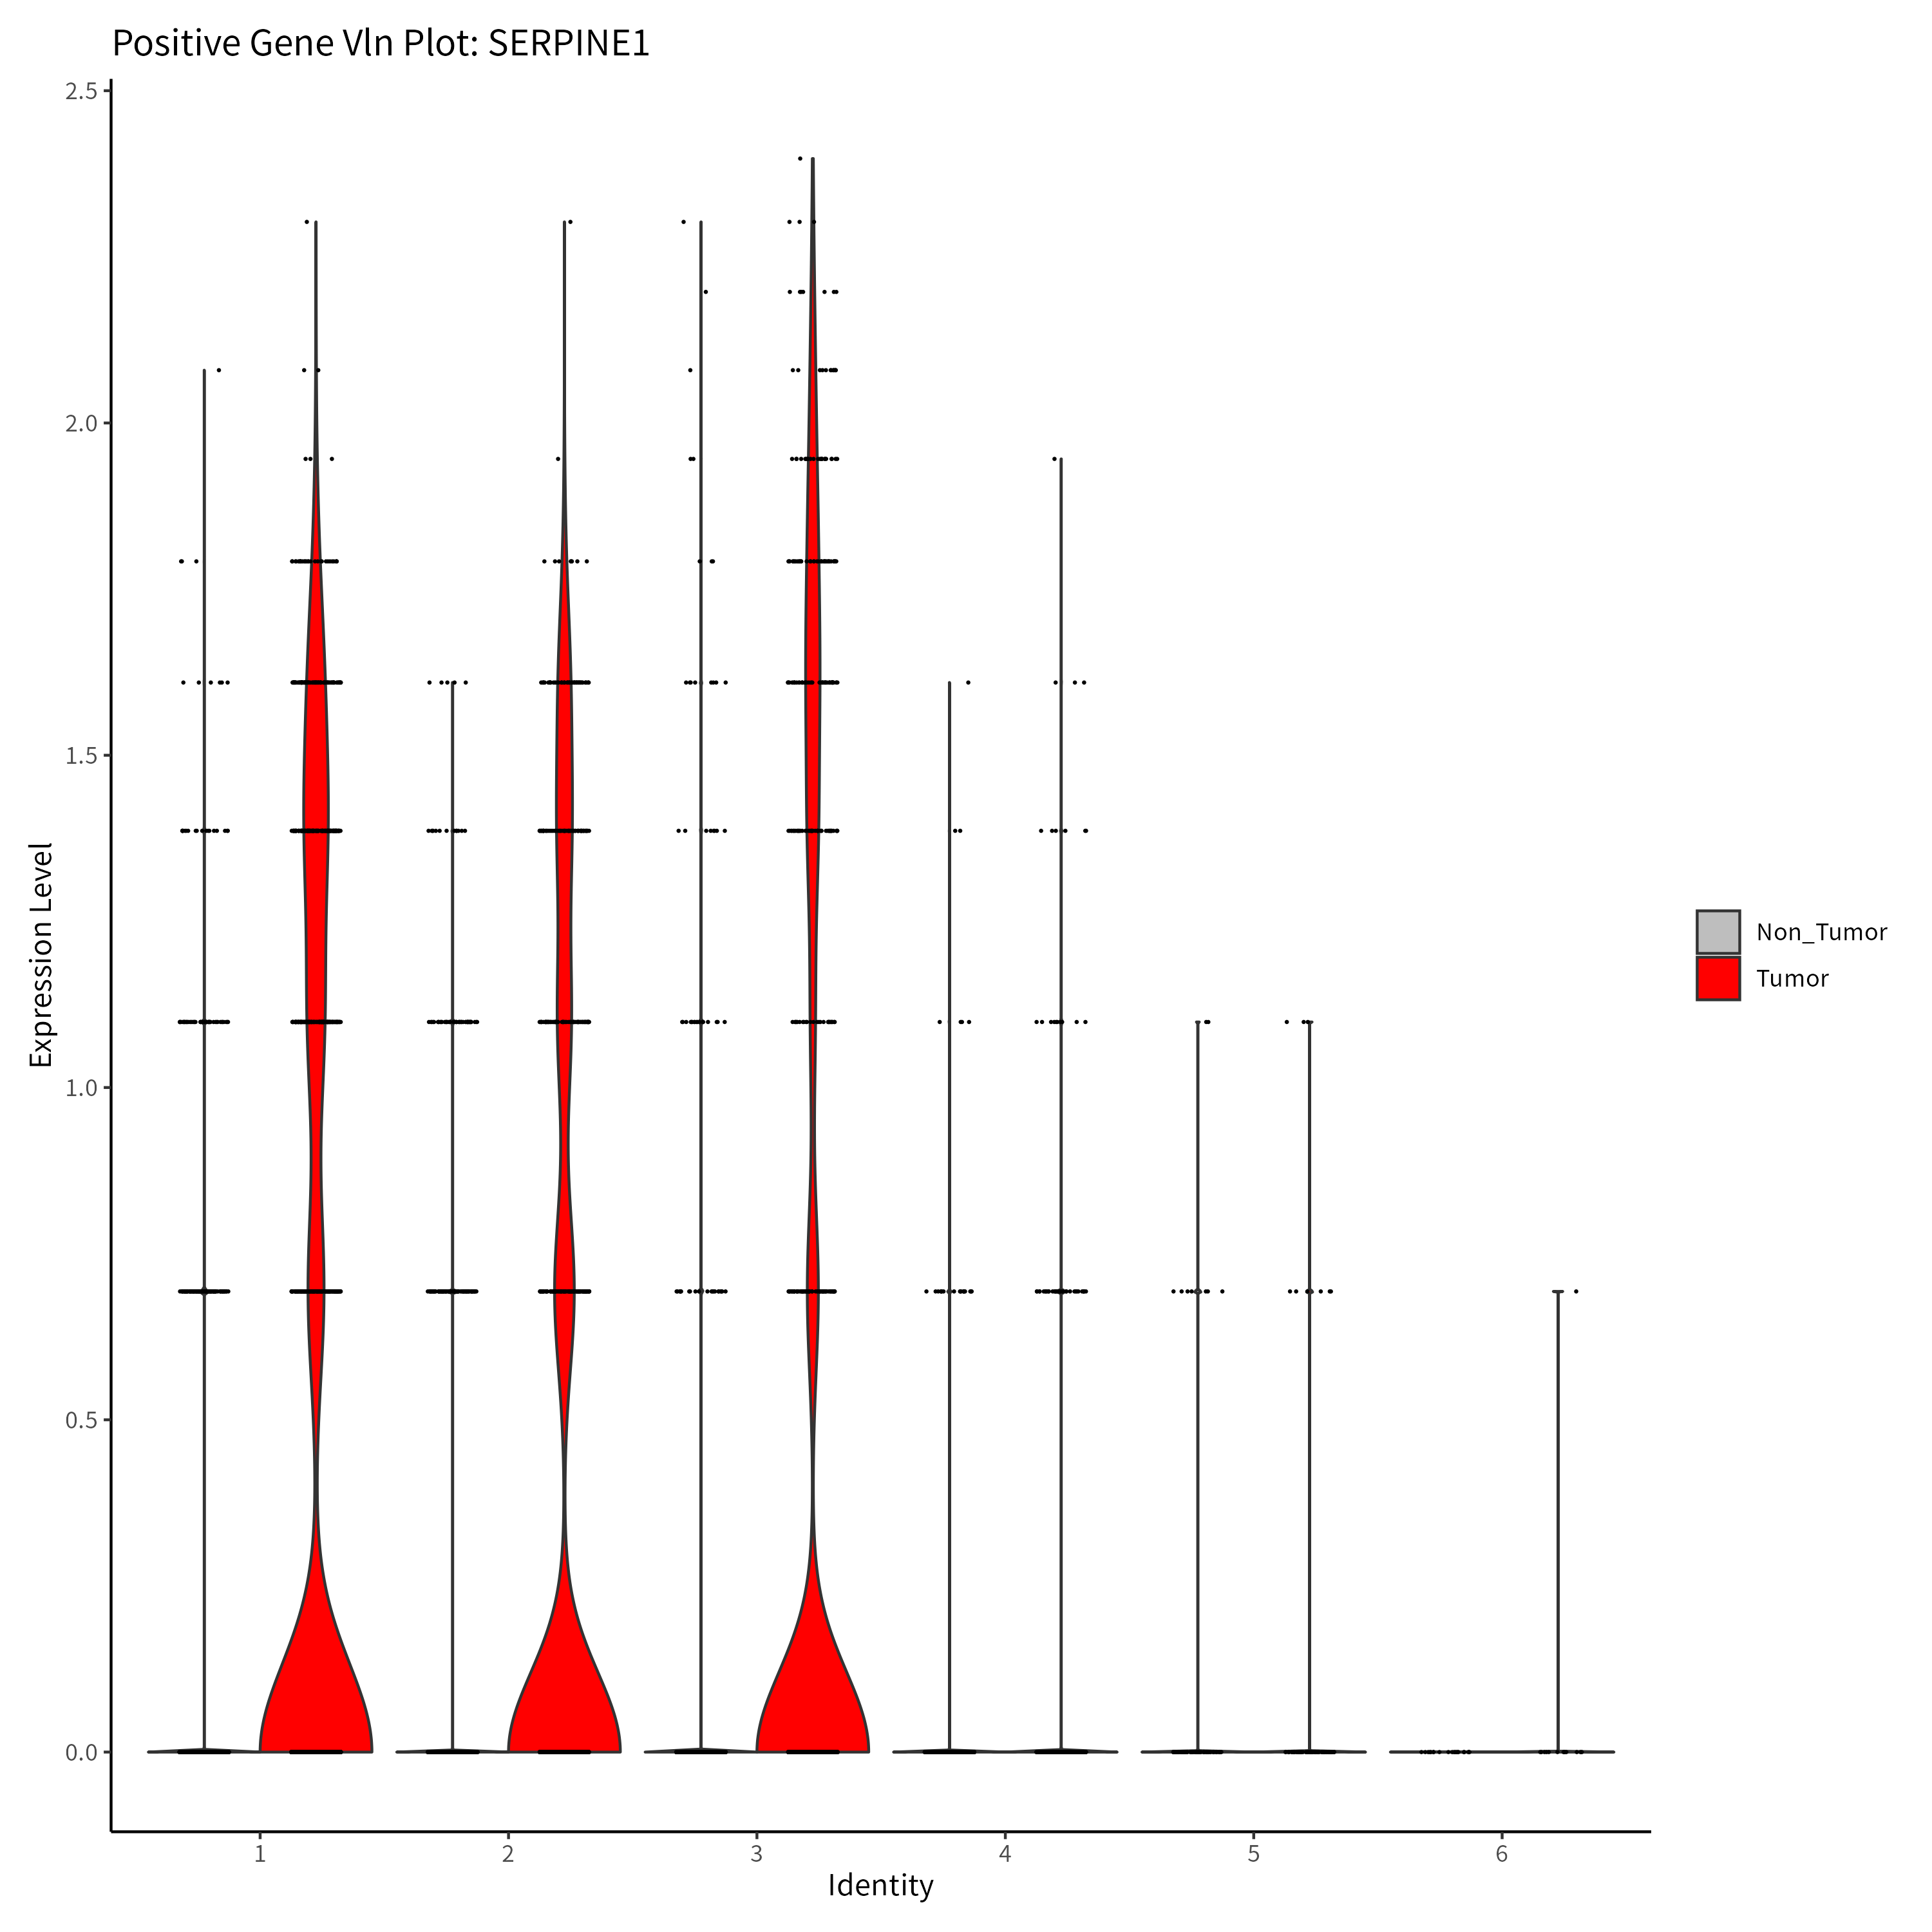 Positive Gene Vln Plot: SERPINE1
2.5
2.0
1.5
1.0
0.5
0.0
Expression Level
1 2 3 4 5 6
Identity
Non_Tumor
Tumor